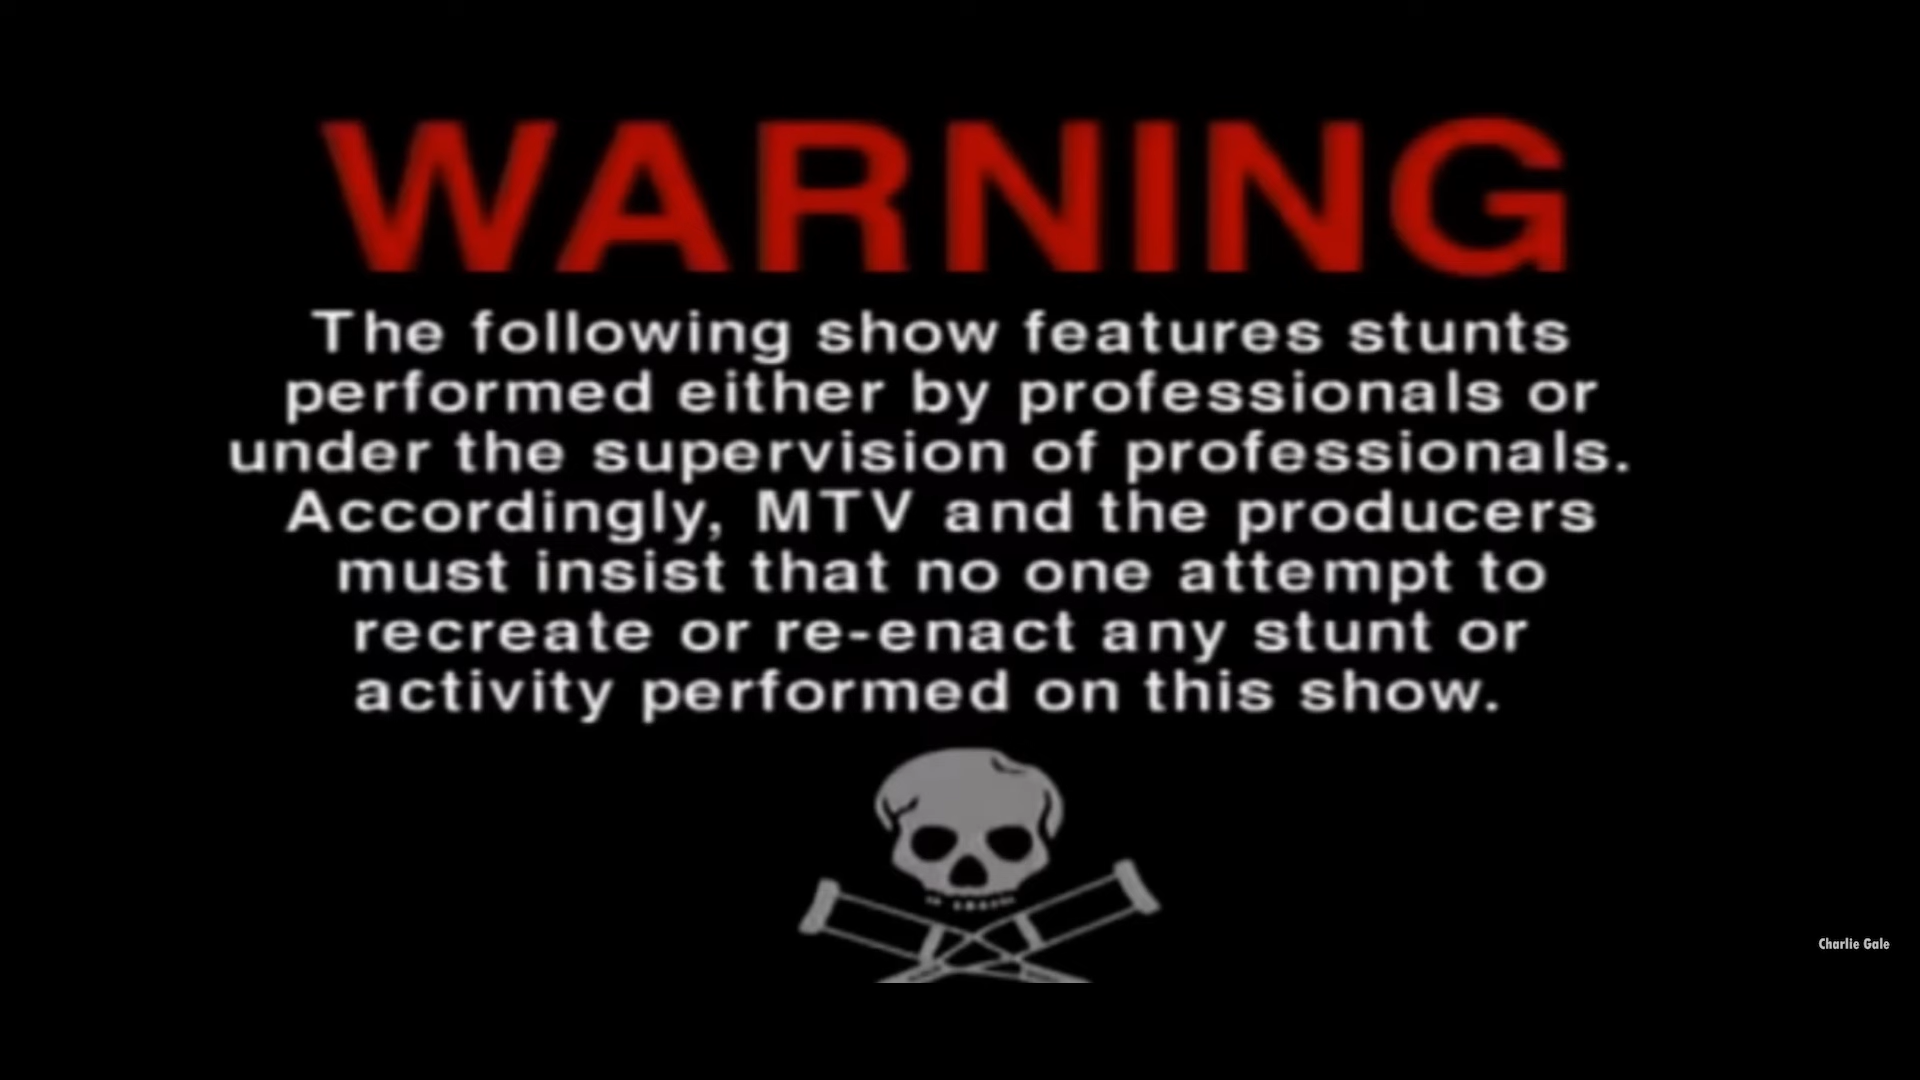 WARNING
The following show features stunts
performed either by professionals or
under the supervision of professionals.
Accordingly, MTV and the producers
must insist that no one attempt to
recreate or re-enact any stunt or
activity performed on this show.
Charlie Gale